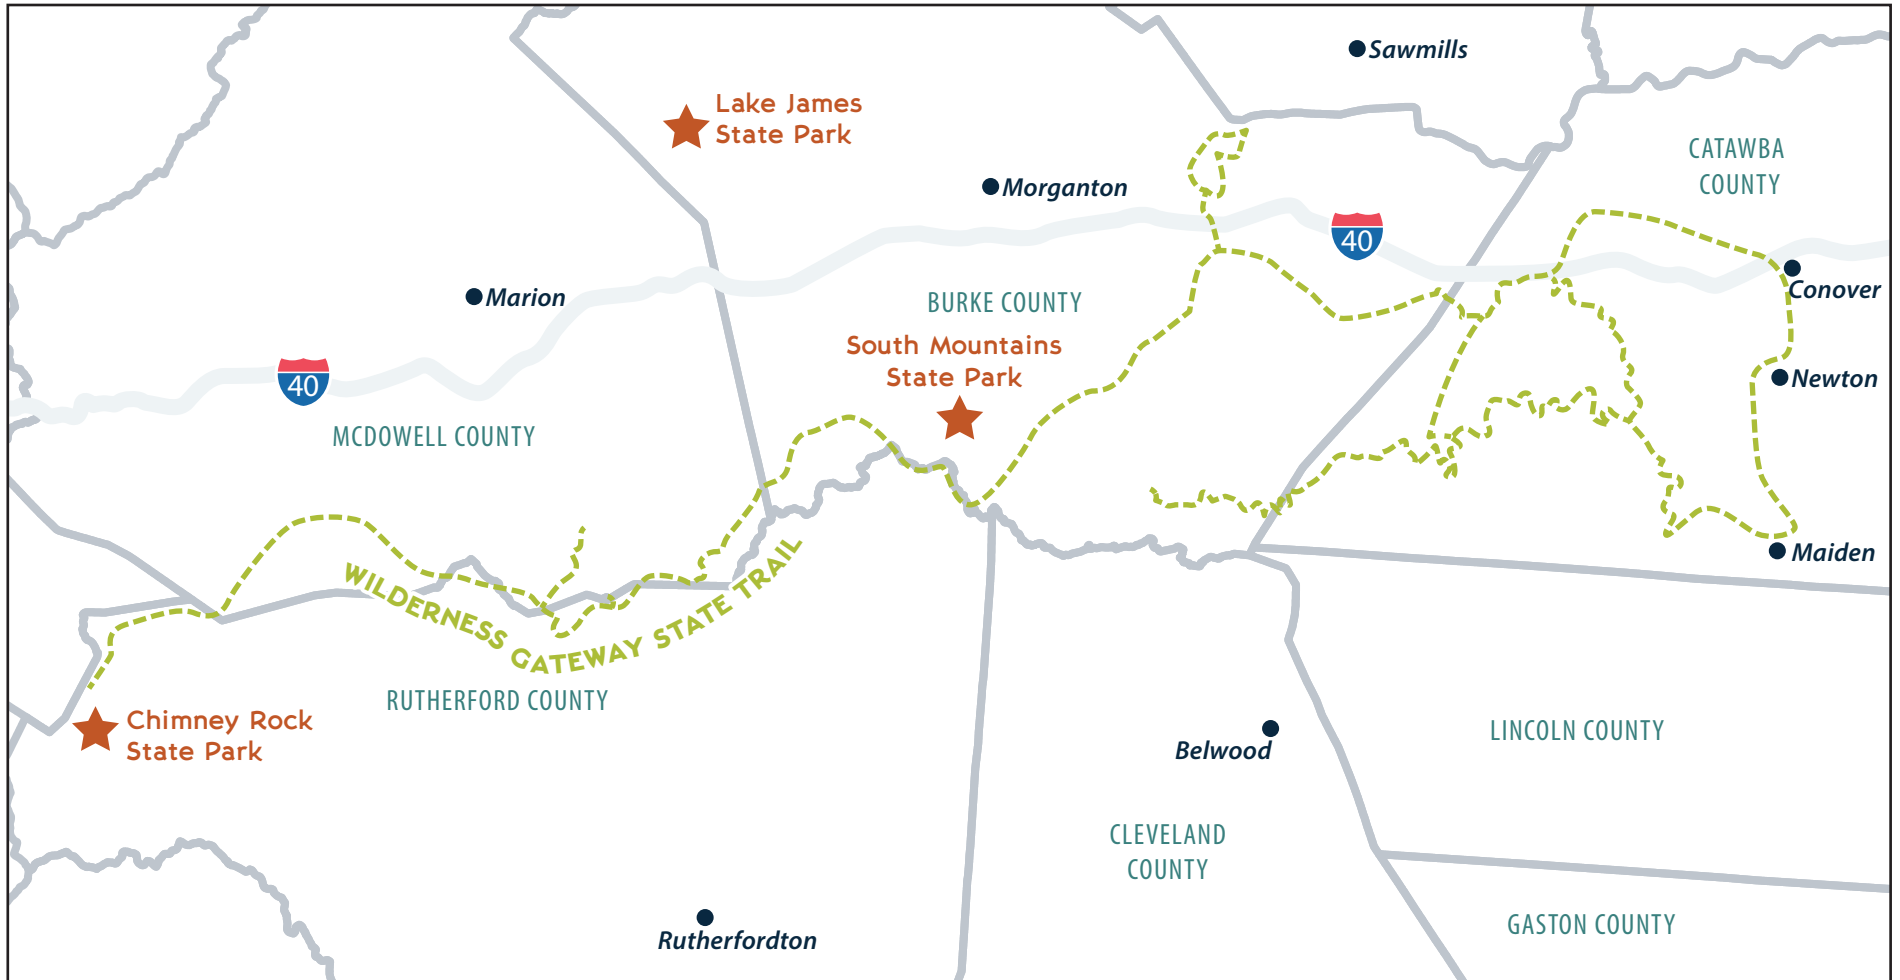 Sawmills
Lake James
State Park
CATAWBA
COUNTY
Morganton
40
Conover
Marion
BURKE COUNTY
South Mountains
State Park
40
Newton
MCDOWELL COUNTY
Maiden
WILDERNESS GATEWAY STATE TRAIL
RUTHERFORD COUNTY
Chimney Rock
State Park
Belwood
LINCOLN COUNTY
CLEVELAND
COUNTY
GASTON COUNTY
Rutherfordton